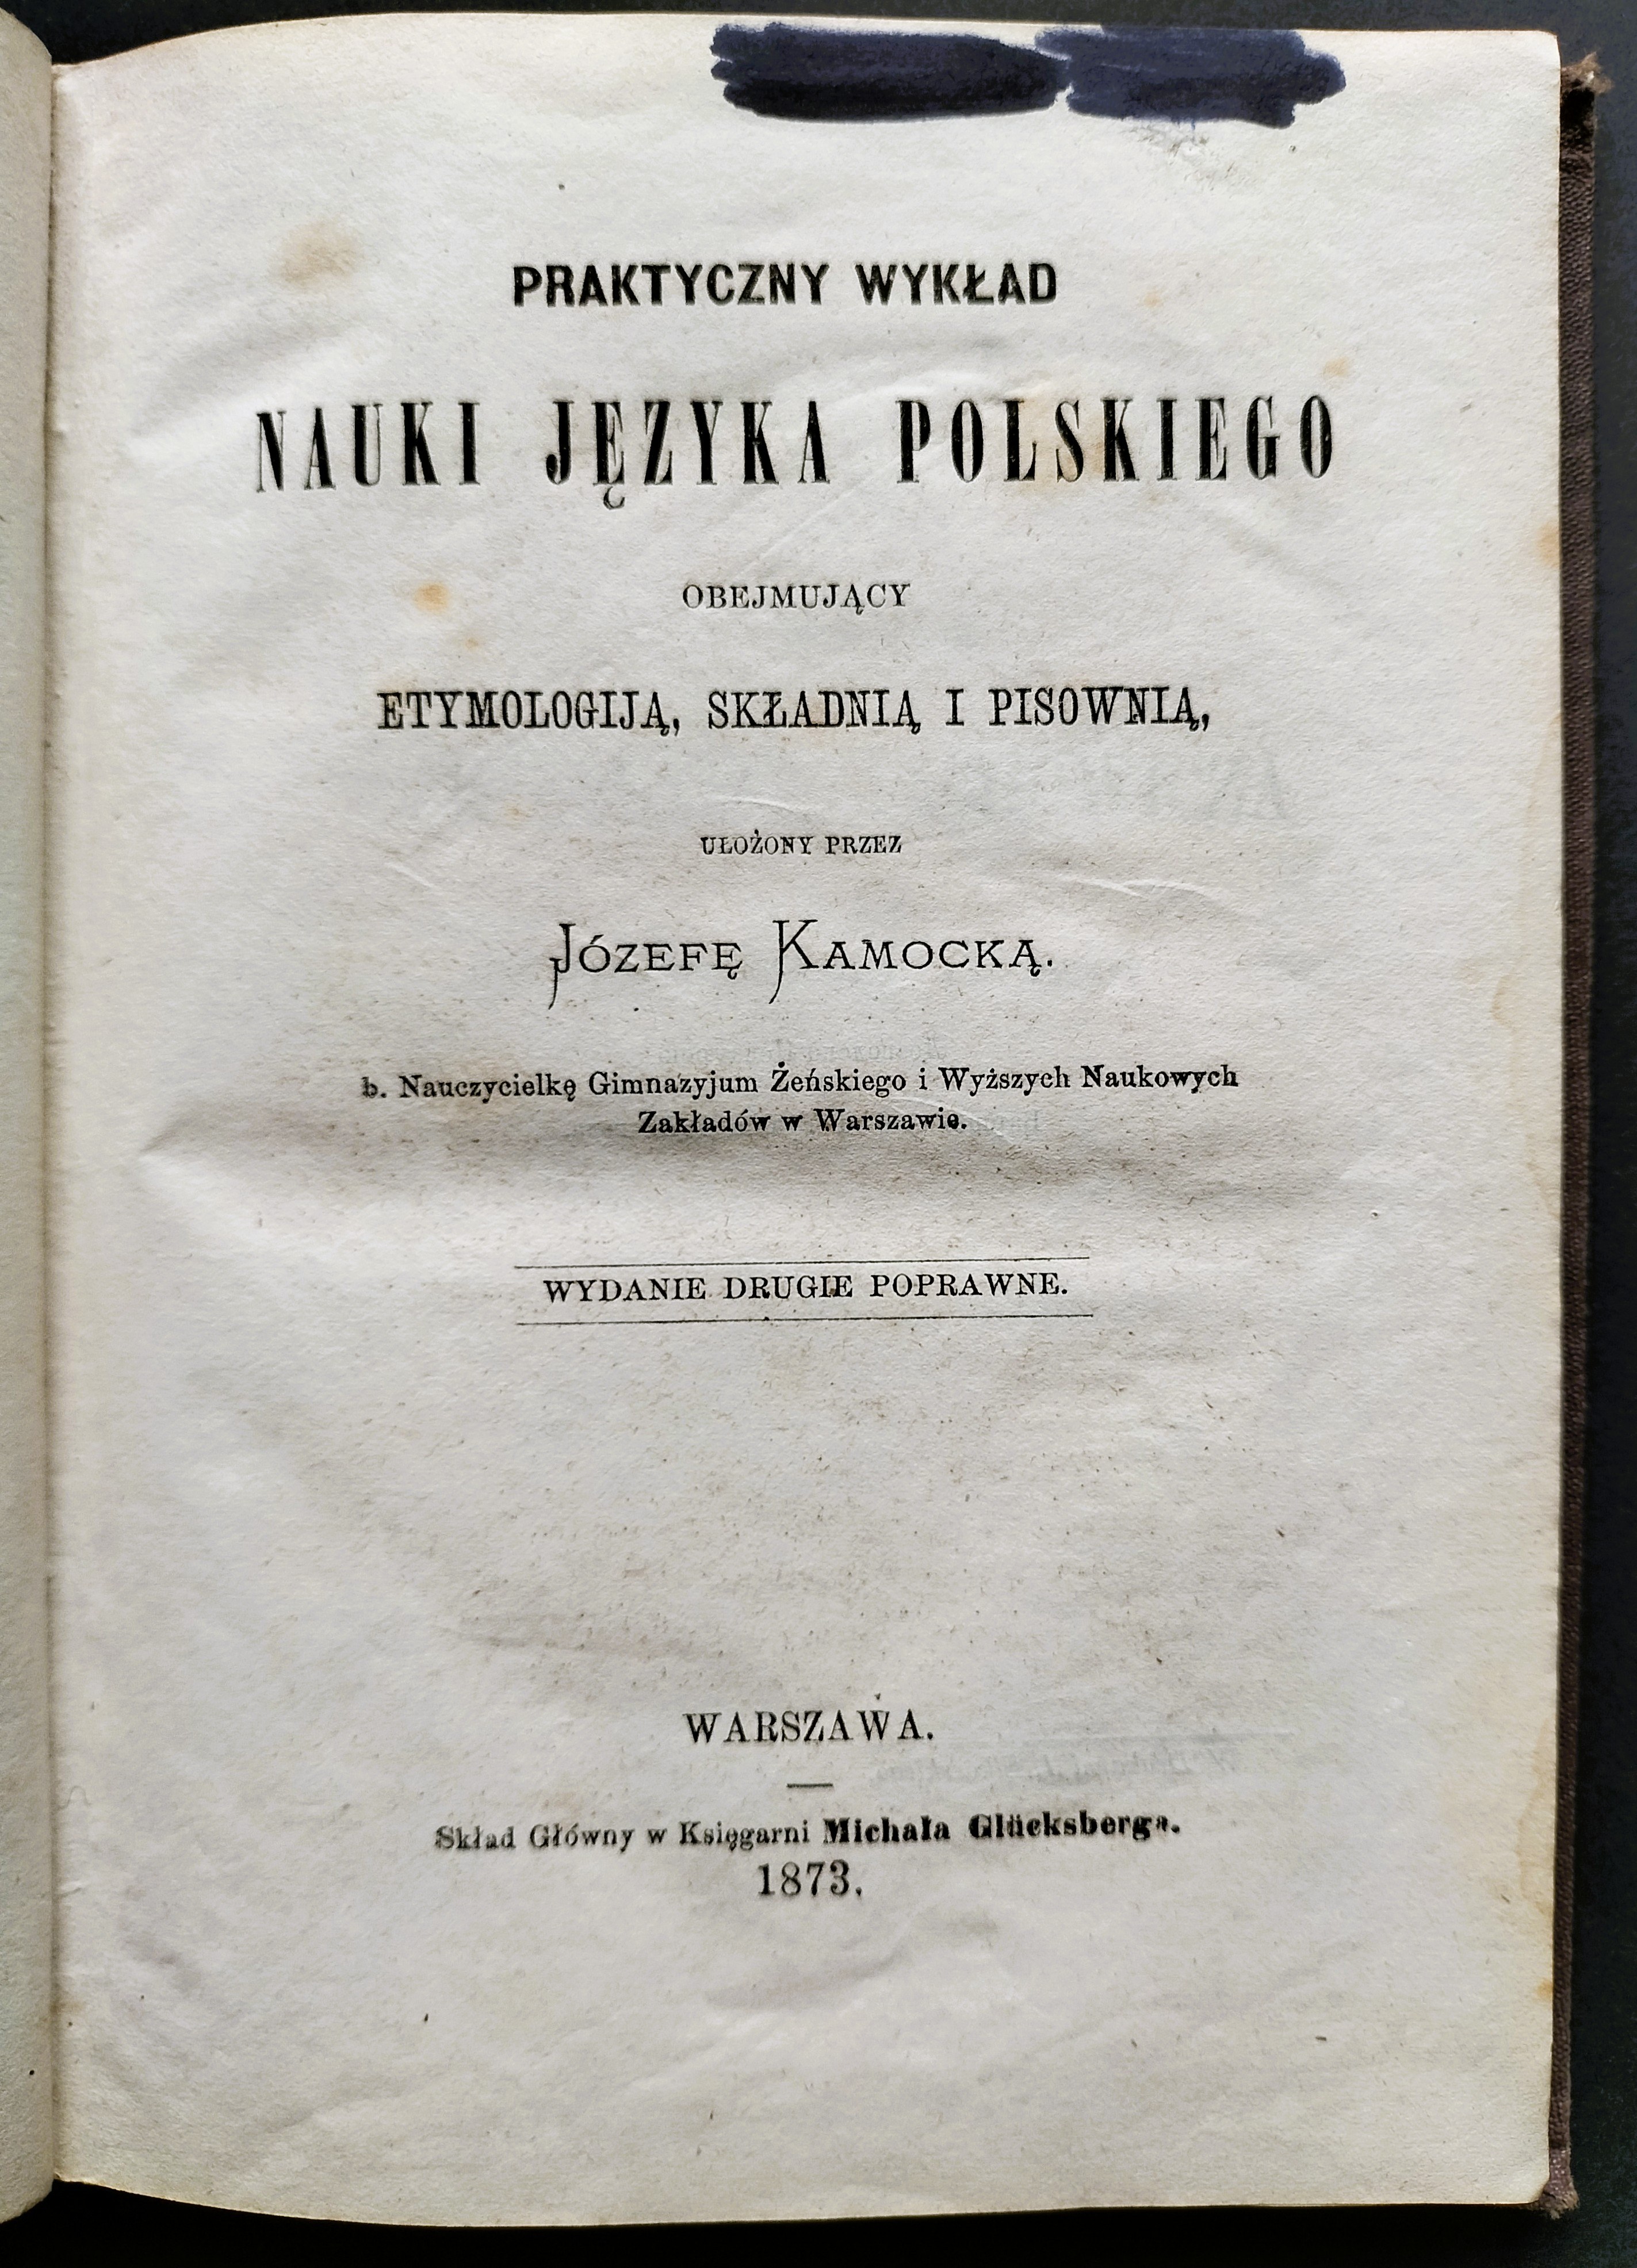 PRAKTYCZNY WYKŁAD
NAUKI JĘZYKA POLSKIEGO
OBEJMUJĄCY
ETYMOLOGIJĄ, SKŁADNIĄ I PISOWNIĄ,
UŁOŻONY PRZEZ
JÓZEFĘ KAMOCKĄ.
b. Nauczycielkę Gimnazyjum Żeńskiego i Wyższych Naukowych
Zakładów w Warszawie.
WYDANIE DRUGIE POPRAWNE.
WARSZAWA.
Skład Główny w Księgarni Michała Glücksberga.
1873.